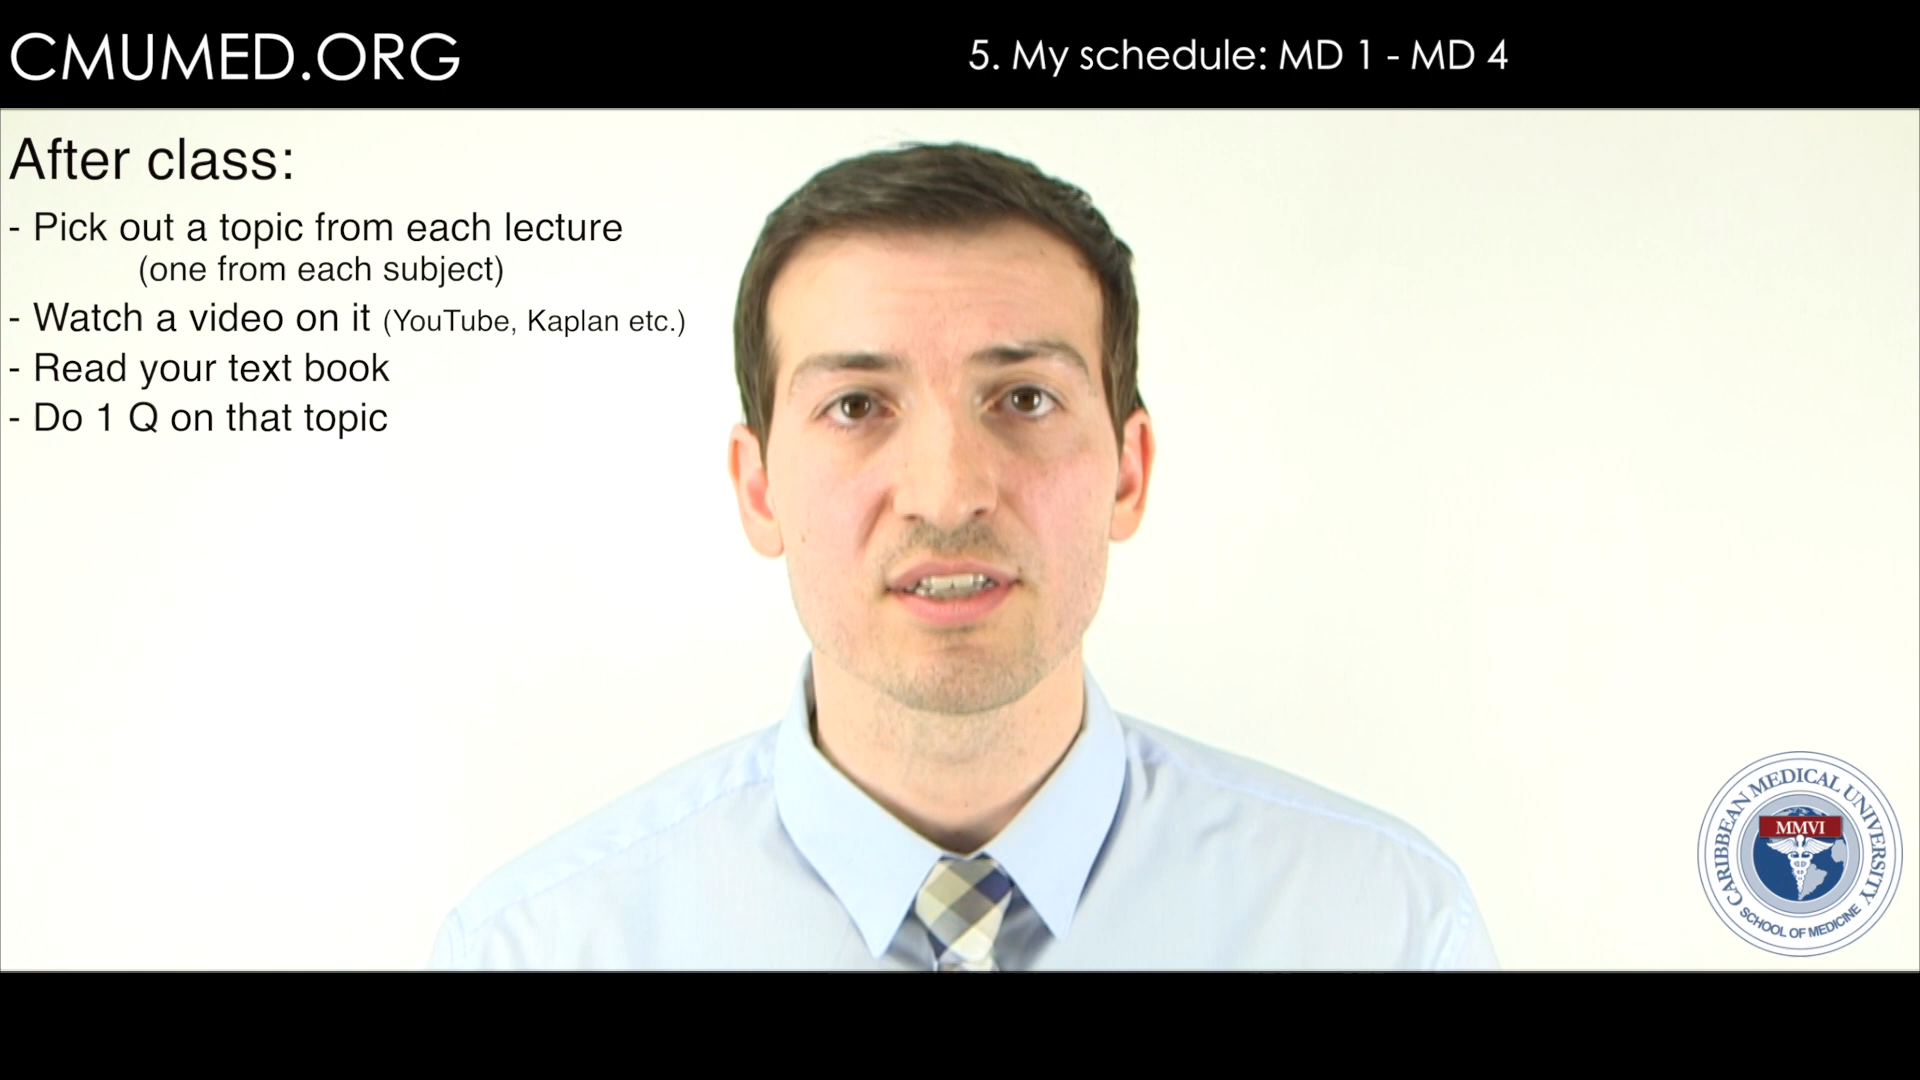 CMUMED.ORG
5. My schedule: MD 1 - MD 4
After class:
- Pick out a topic from each lecture
(one from each subject)
- Watch a video on it (YouTube, Kaplan etc.)
- Read your text book
- Do 1 Q on that topic
CARIBBEAN MEDICAL UNIVERSITY
MMVI
SCHOOL OF MEDICINE